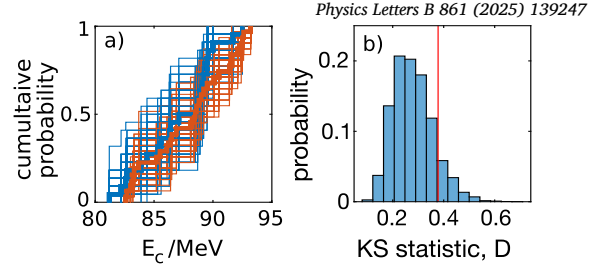 Physics Letters B 861 (2025) 139247
a)
cumultaive
probability
1
0.5
0
80 85 90 95
E_c /MeV
b)
probability
0.2
0.1
0
0.2 0.4 0.6
KS statistic, D